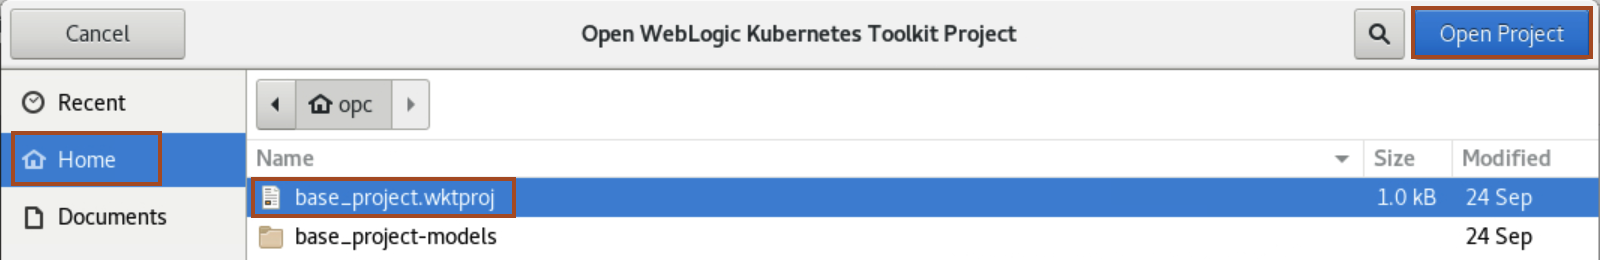 Cancel Open WebLogic Kubernetes Toolkit Project Open Project
Recent opc
Home Name Size Modified
base_project.wktproj 1.0 kB 24 Sep
Documents
base_project-models 24 Sep